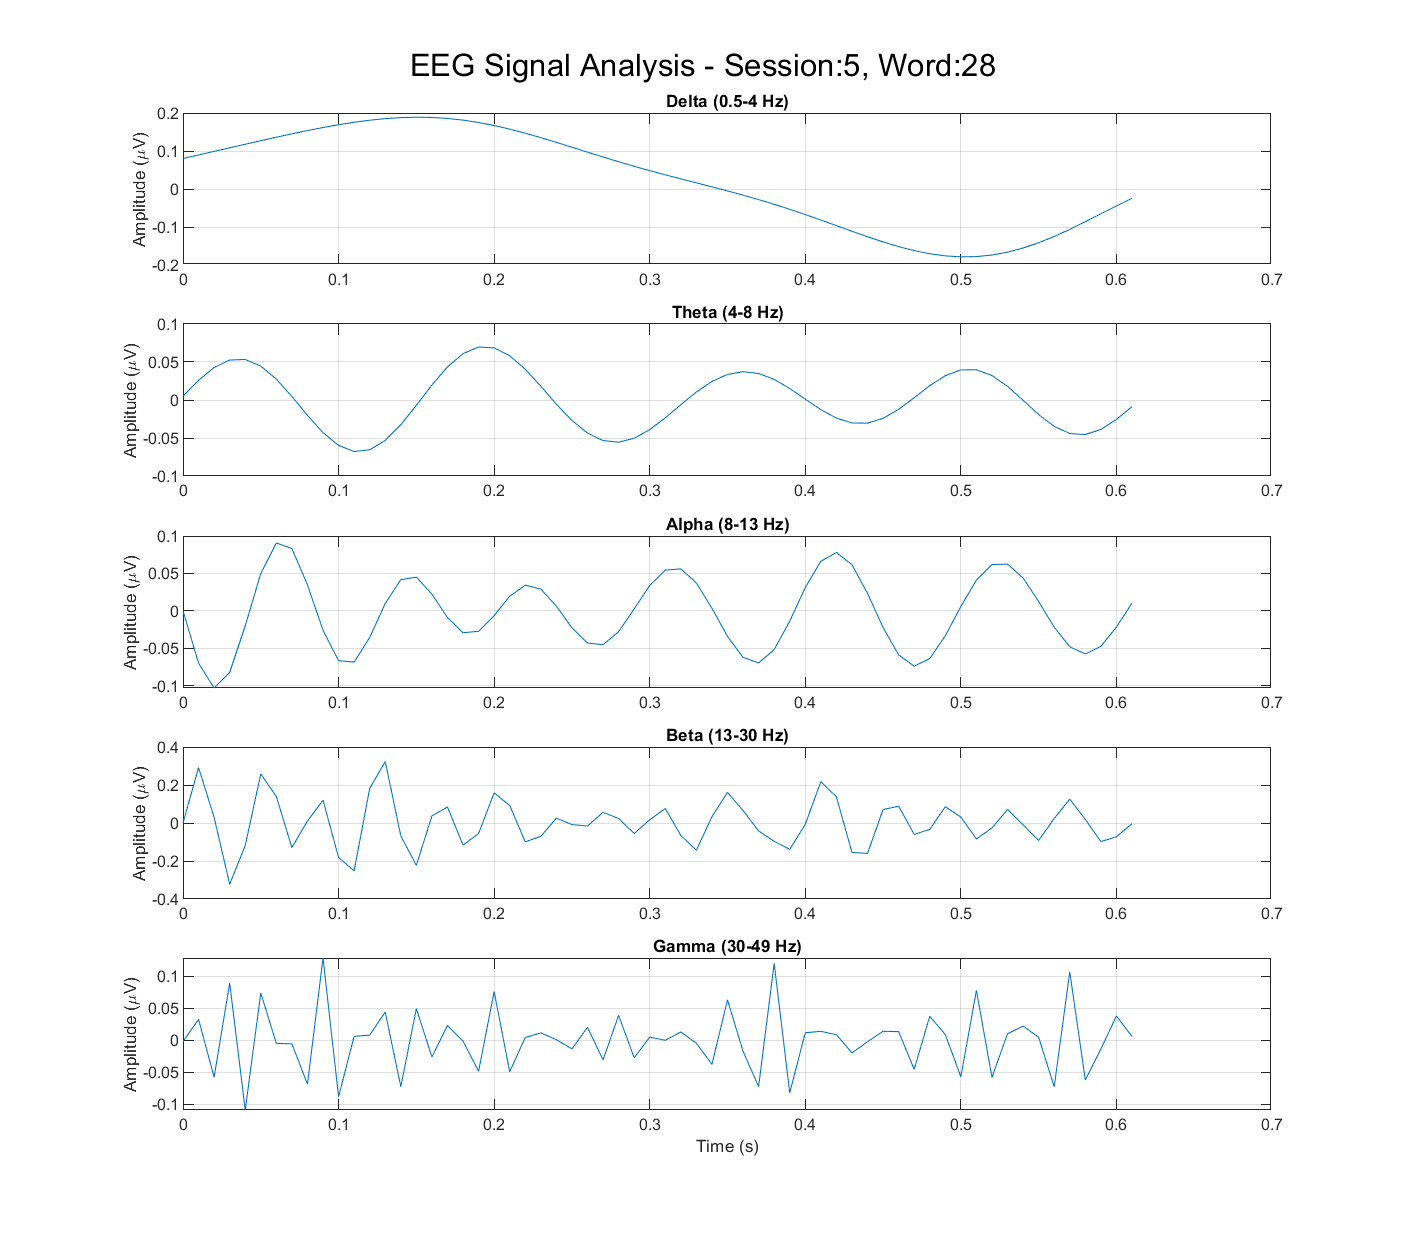 EEG Signal Analysis - Session:5, Word:28
Delta (0.5-4 Hz)
Amplitude (μV)
0.2
0.1
0
-0.1
-0.2
0 0.1 0.2 0.3 0.4 0.5 0.6 0.7
Theta (4-8 Hz)
Amplitude (μV)
0.1
0.05
0
-0.05
-0.1
0 0.1 0.2 0.3 0.4 0.5 0.6 0.7
Alpha (8-13 Hz)
Amplitude (μV)
0.1
0.05
0
-0.05
-0.1
0 0.1 0.2 0.3 0.4 0.5 0.6 0.7
Beta (13-30 Hz)
Amplitude (μV)
0.4
0.2
0
-0.2
-0.4
0 0.1 0.2 0.3 0.4 0.5 0.6 0.7
Gamma (30-49 Hz)
Amplitude (μV)
0.1
0.05
0
-0.05
-0.1
0 0.1 0.2 0.3 0.4 0.5 0.6 0.7
Time (s)